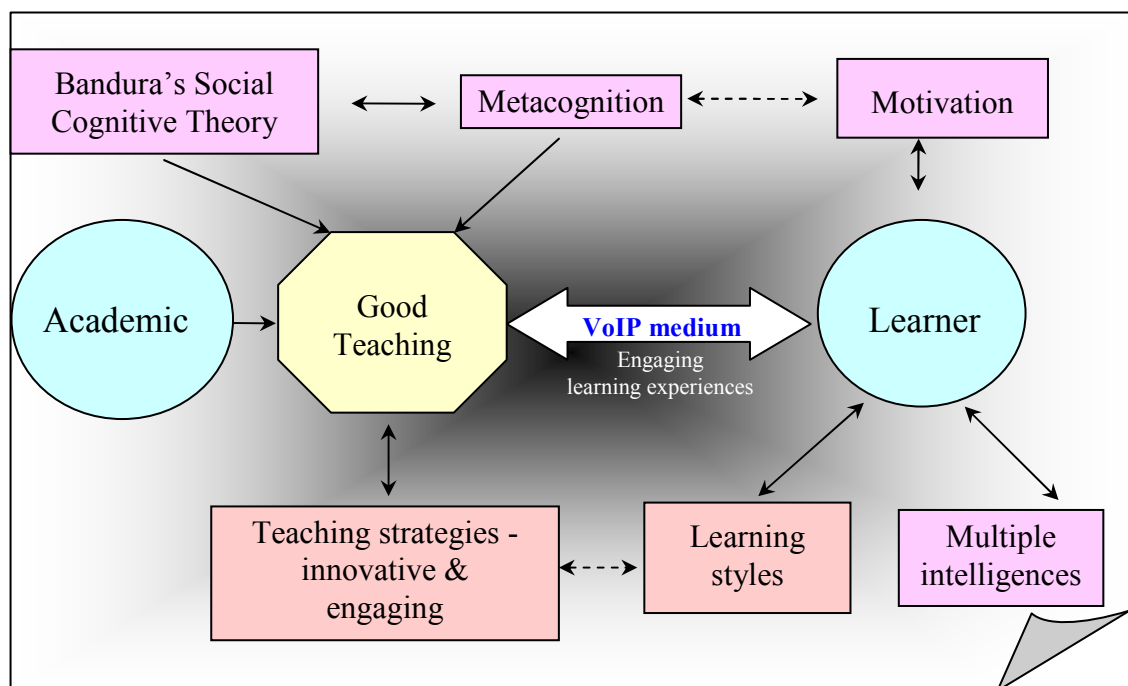 Bandura’s Social
Cognitive Theory
Metacognition
Motivation
Academic
Good
Teaching
VoIP medium
Engaging
learning experiences
Learner
Teaching strategies -
innovative &
engaging
Learning
styles
Multiple
intelligences